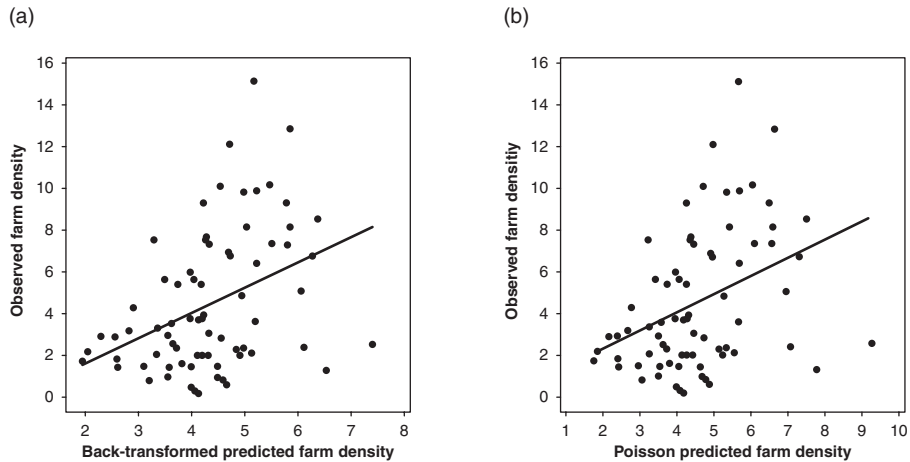 (a)
Observed farm density
16
14
12
10
8
6
4
2
0
2 3 4 5 6 7 8
Back-transformed predicted farm density
(b)
Observed farm densitiy
16
14
12
10
8
6
4
2
0
1 2 3 4 5 6 7 8 9 10
Poisson predicted farm density